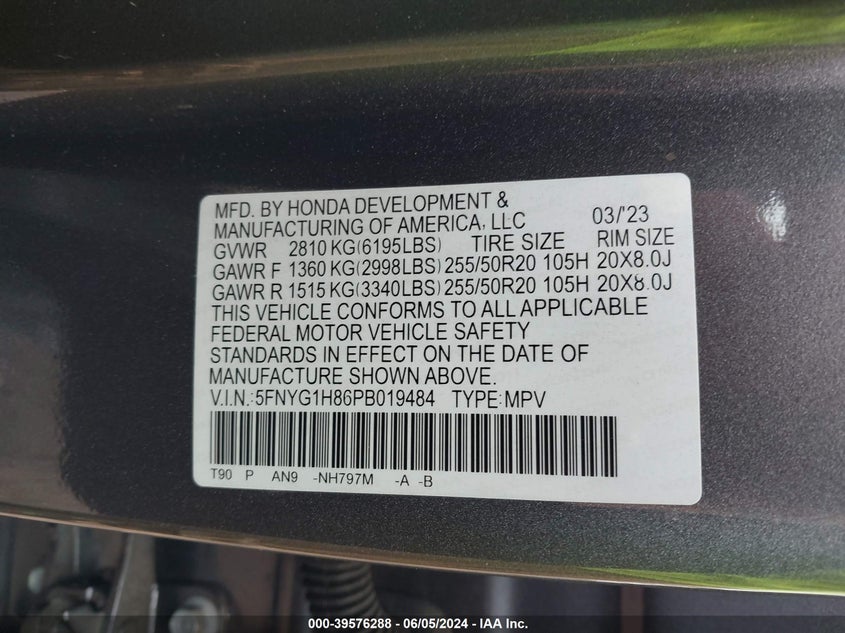 MFD. BY HONDA DEVELOPMENT &
MANUFACTURING OF AMERICA, LLC 03/'23
GVWR 2810 KG(6195LBS) TIRE SIZE RIM SIZE
GAWR F 1360 KG(2998LBS) 255/50R20 105H 20X8.0J
GAWR R 1515 KG(3340LBS) 255/50R20 105H 20X8.0J
THIS VEHICLE CONFORMS TO ALL APPLICABLE
FEDERAL MOTOR VEHICLE SAFETY
STANDARDS IN EFFECT ON THE DATE OF
MANUFACTURE SHOWN ABOVE.
V.I.N.:5FNYG1H86PB019484 TYPE:MPV
T90 P AN9 -NH797M -A -B
000-39576288 - 06/05/2024 - IAA Inc.